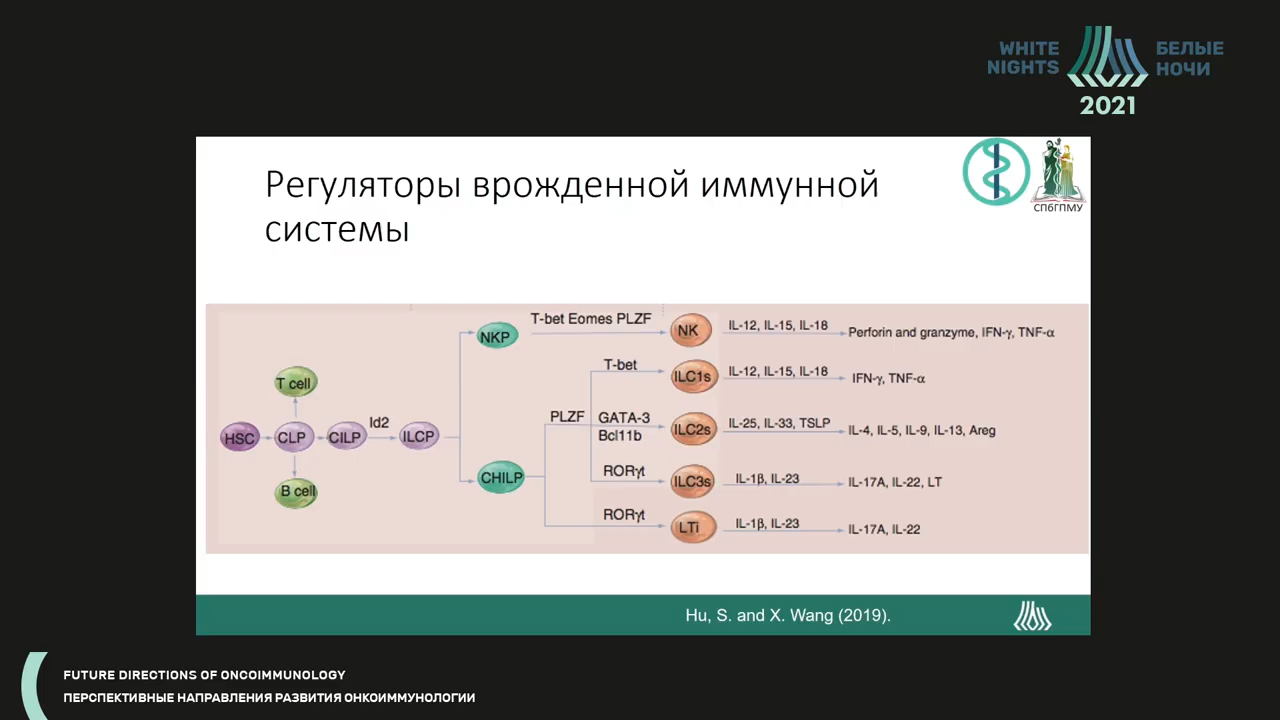 WHITE
NIGHTS
БЕЛЫЕ
НОЧИ
2021
Регуляторы врожденной иммунной
системы
СПбГПМУ
T-bet Eomes PLZF
NKP
NK
IL-12, IL-15, IL-18
Perforin and granzyme, IFN-γ, TNF-α
T-bet
ILC1s
IL-12, IL-15, IL-18
IFN-γ, TNF-α
T cell
HSC
CLP
CILP
Id2
ILCP
B cell
CHILP
PLZF
GATA-3
Bcl11b
ILC2s
IL-25, IL-33, TSLP
IL-4, IL-5, IL-9, IL-13, Areg
RORγt
ILC3s
IL-1β, IL-23
IL-17A, IL-22, LT
RORγt
LTi
IL-1β, IL-23
IL-17A, IL-22
Hu, S. and X. Wang (2019).
FUTURE DIRECTIONS OF ONCOIMMUNOLOGY
ПЕРСПЕКТИВНЫЕ НАПРАВЛЕНИЯ РАЗВИТИЯ ОНКОИММУНОЛОГИИ